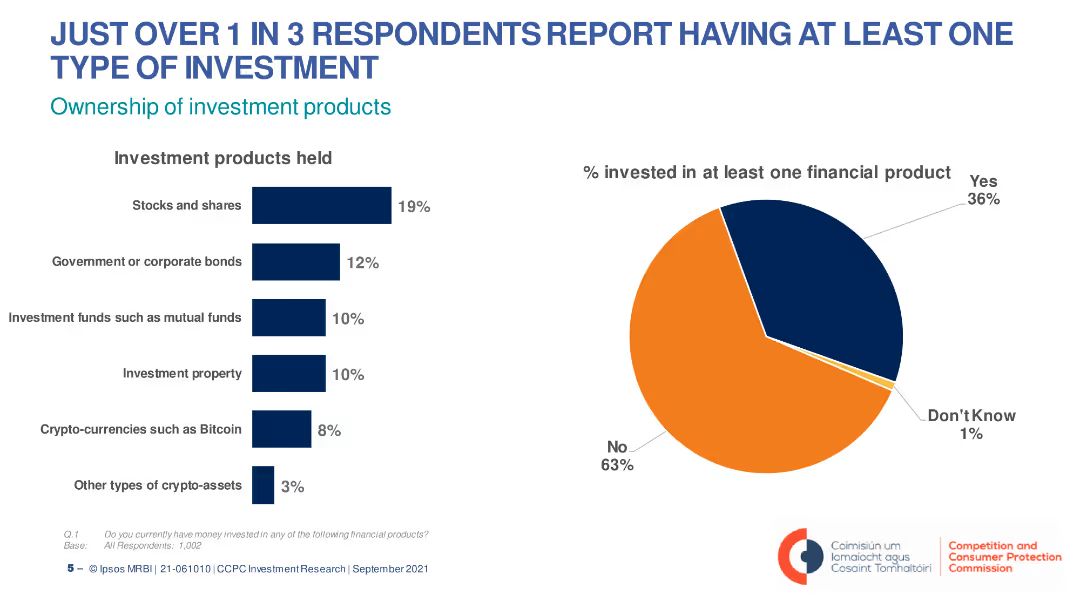 JUST OVER 1 IN 3 RESPONDENTS REPORT HAVING AT LEAST ONE
TYPE OF INVESTMENT
Ownership of investment products
Investment products held
Stocks and shares
19%
Government or corporate bonds
12%
Investment funds such as mutual funds
10%
Investment property
10%
Crypto-currencies such as Bitcoin
8%
Other types of crypto-assets
3%
% invested in at least one financial product
Yes
36%
Don't Know
1%
No
63%
Q.1 Do you currently have money invested in any of the following financial products?
Base: All Respondents: 1,002
5 – © Ipsos MRBI | 21-061010 | CCPC Investment Research | September 2021
Coimisiún um
Iomaíocht agus
Cosaint Tomhaltóirí
Competition and
Consumer Protection
Commission